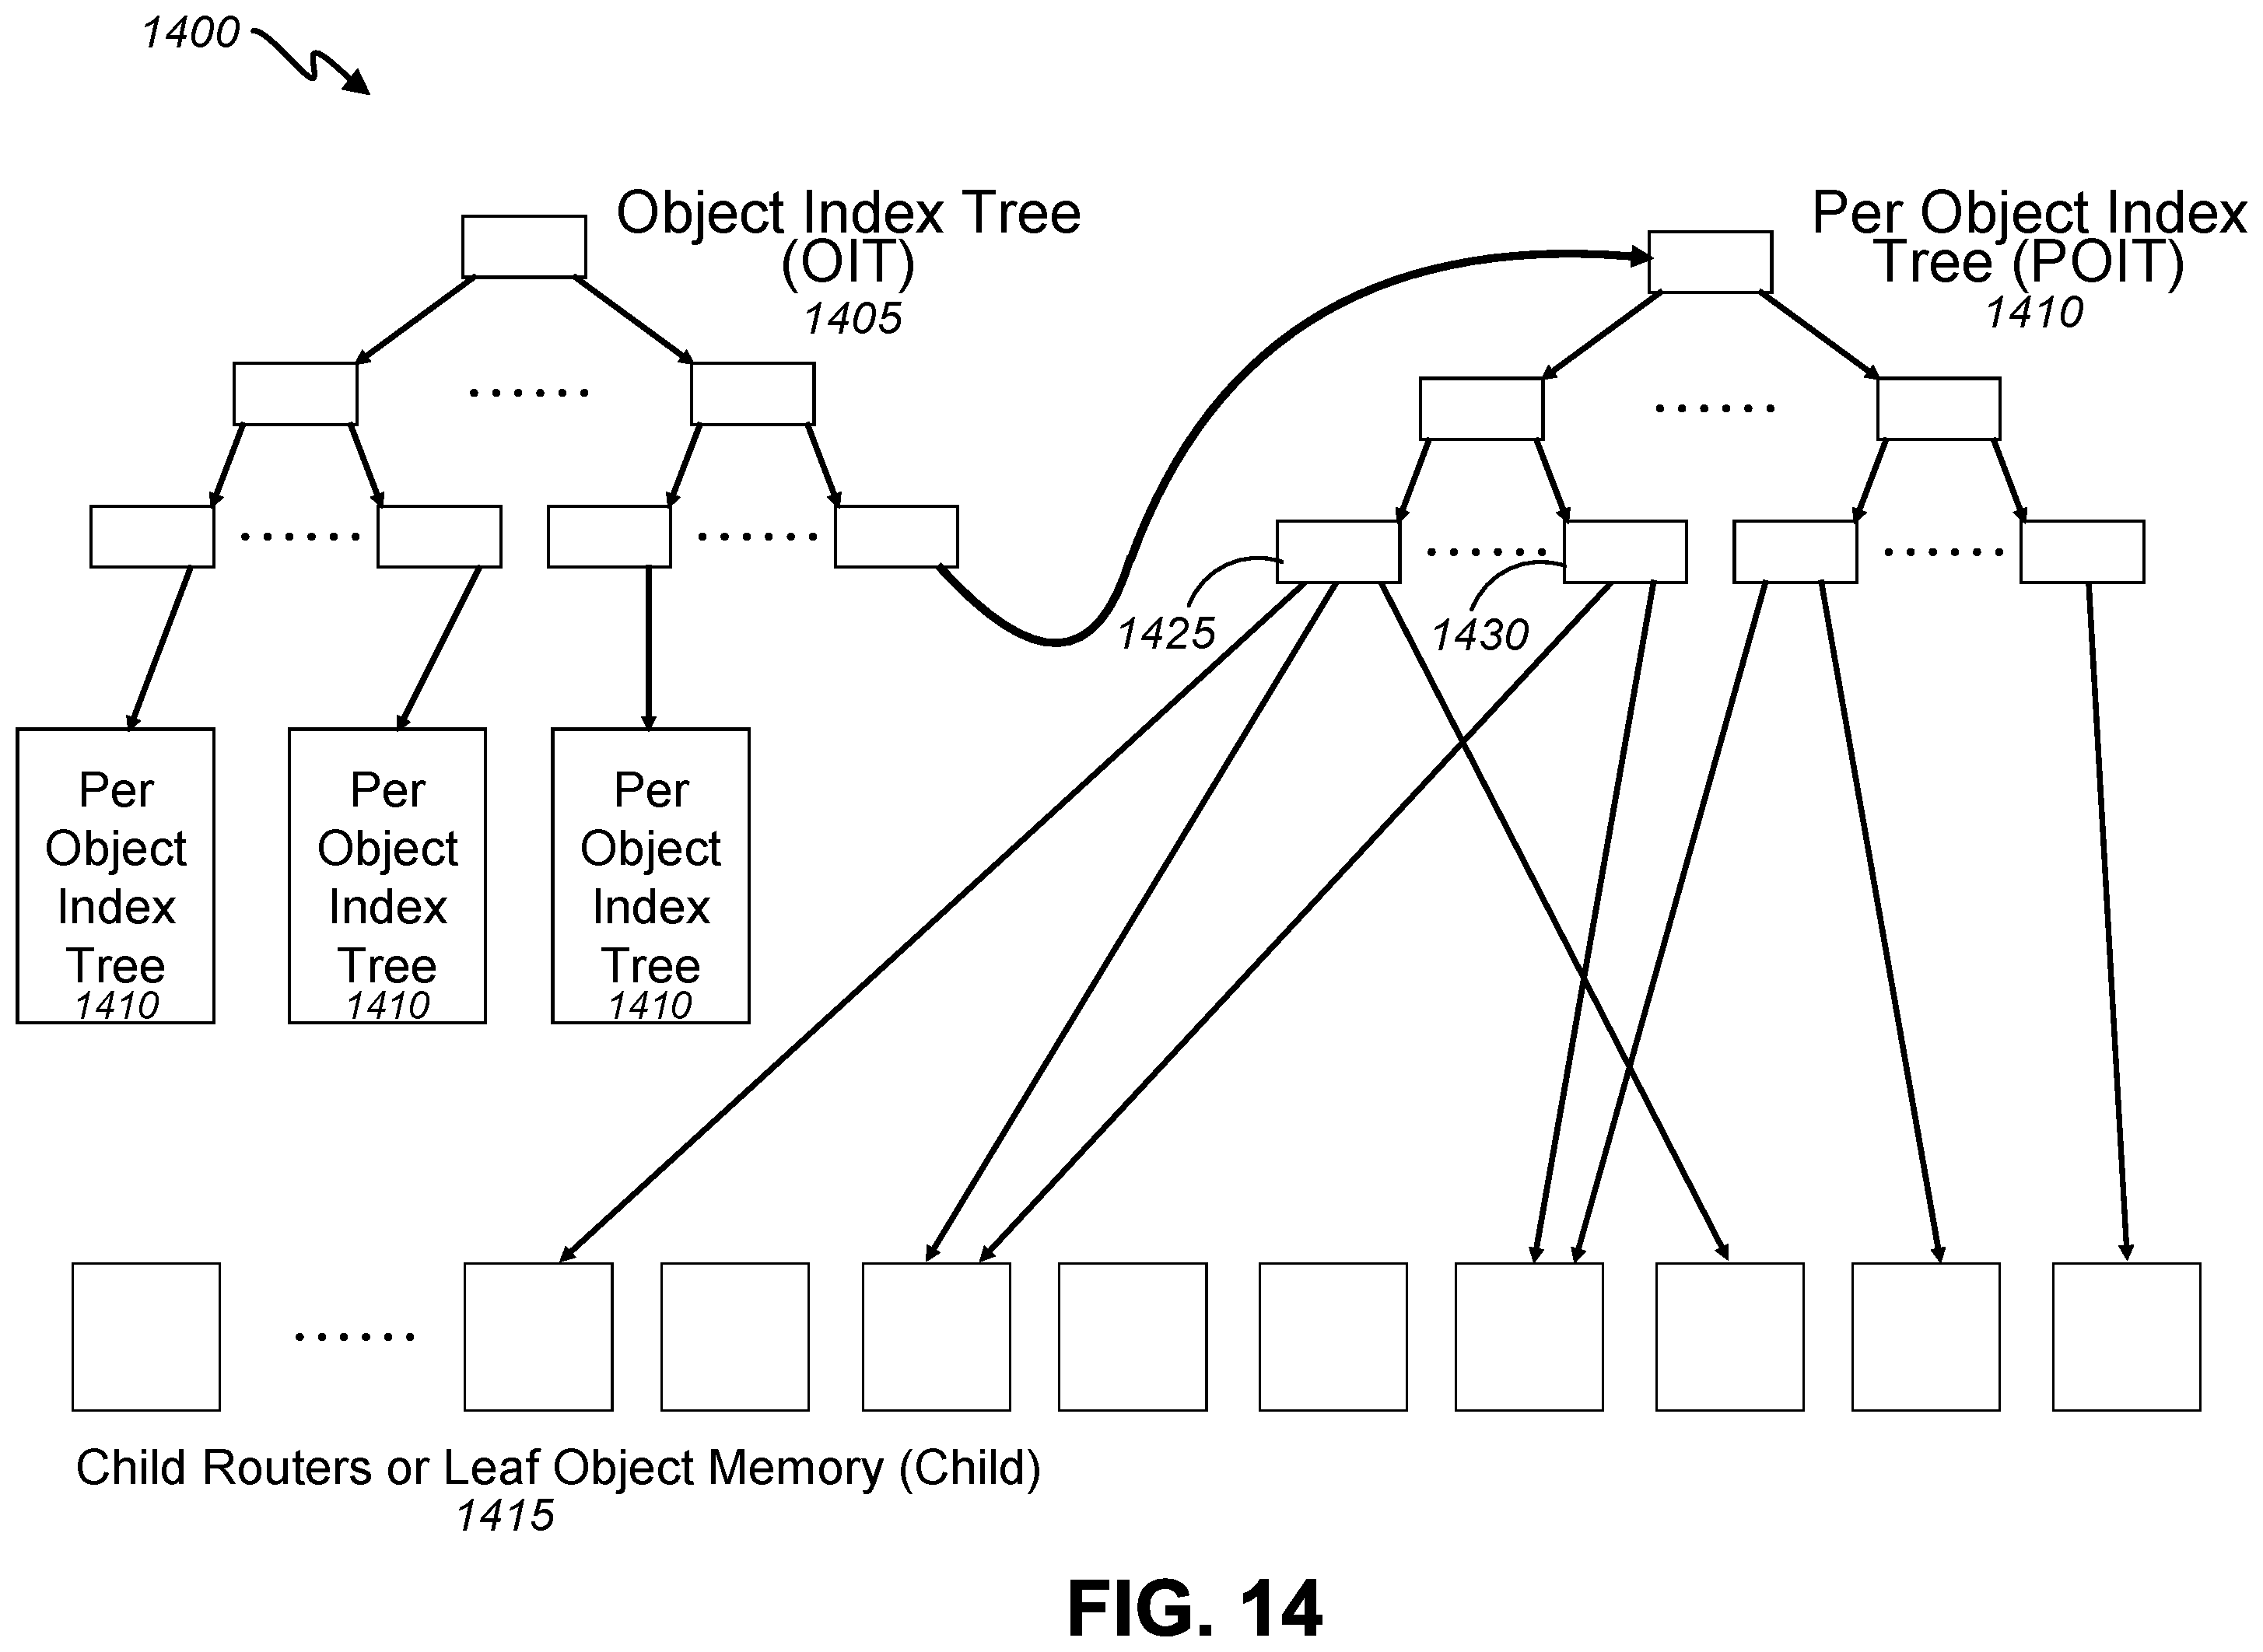 1400
Object Index Tree
(OIT)
1405
Per Object Index
Tree (POIT)
1410
1425
1430
Per
Object
Index
Tree
1410
Per
Object
Index
Tree
1410
Per
Object
Index
Tree
1410
Child Routers or Leaf Object Memory (Child)
1415
FIG. 14